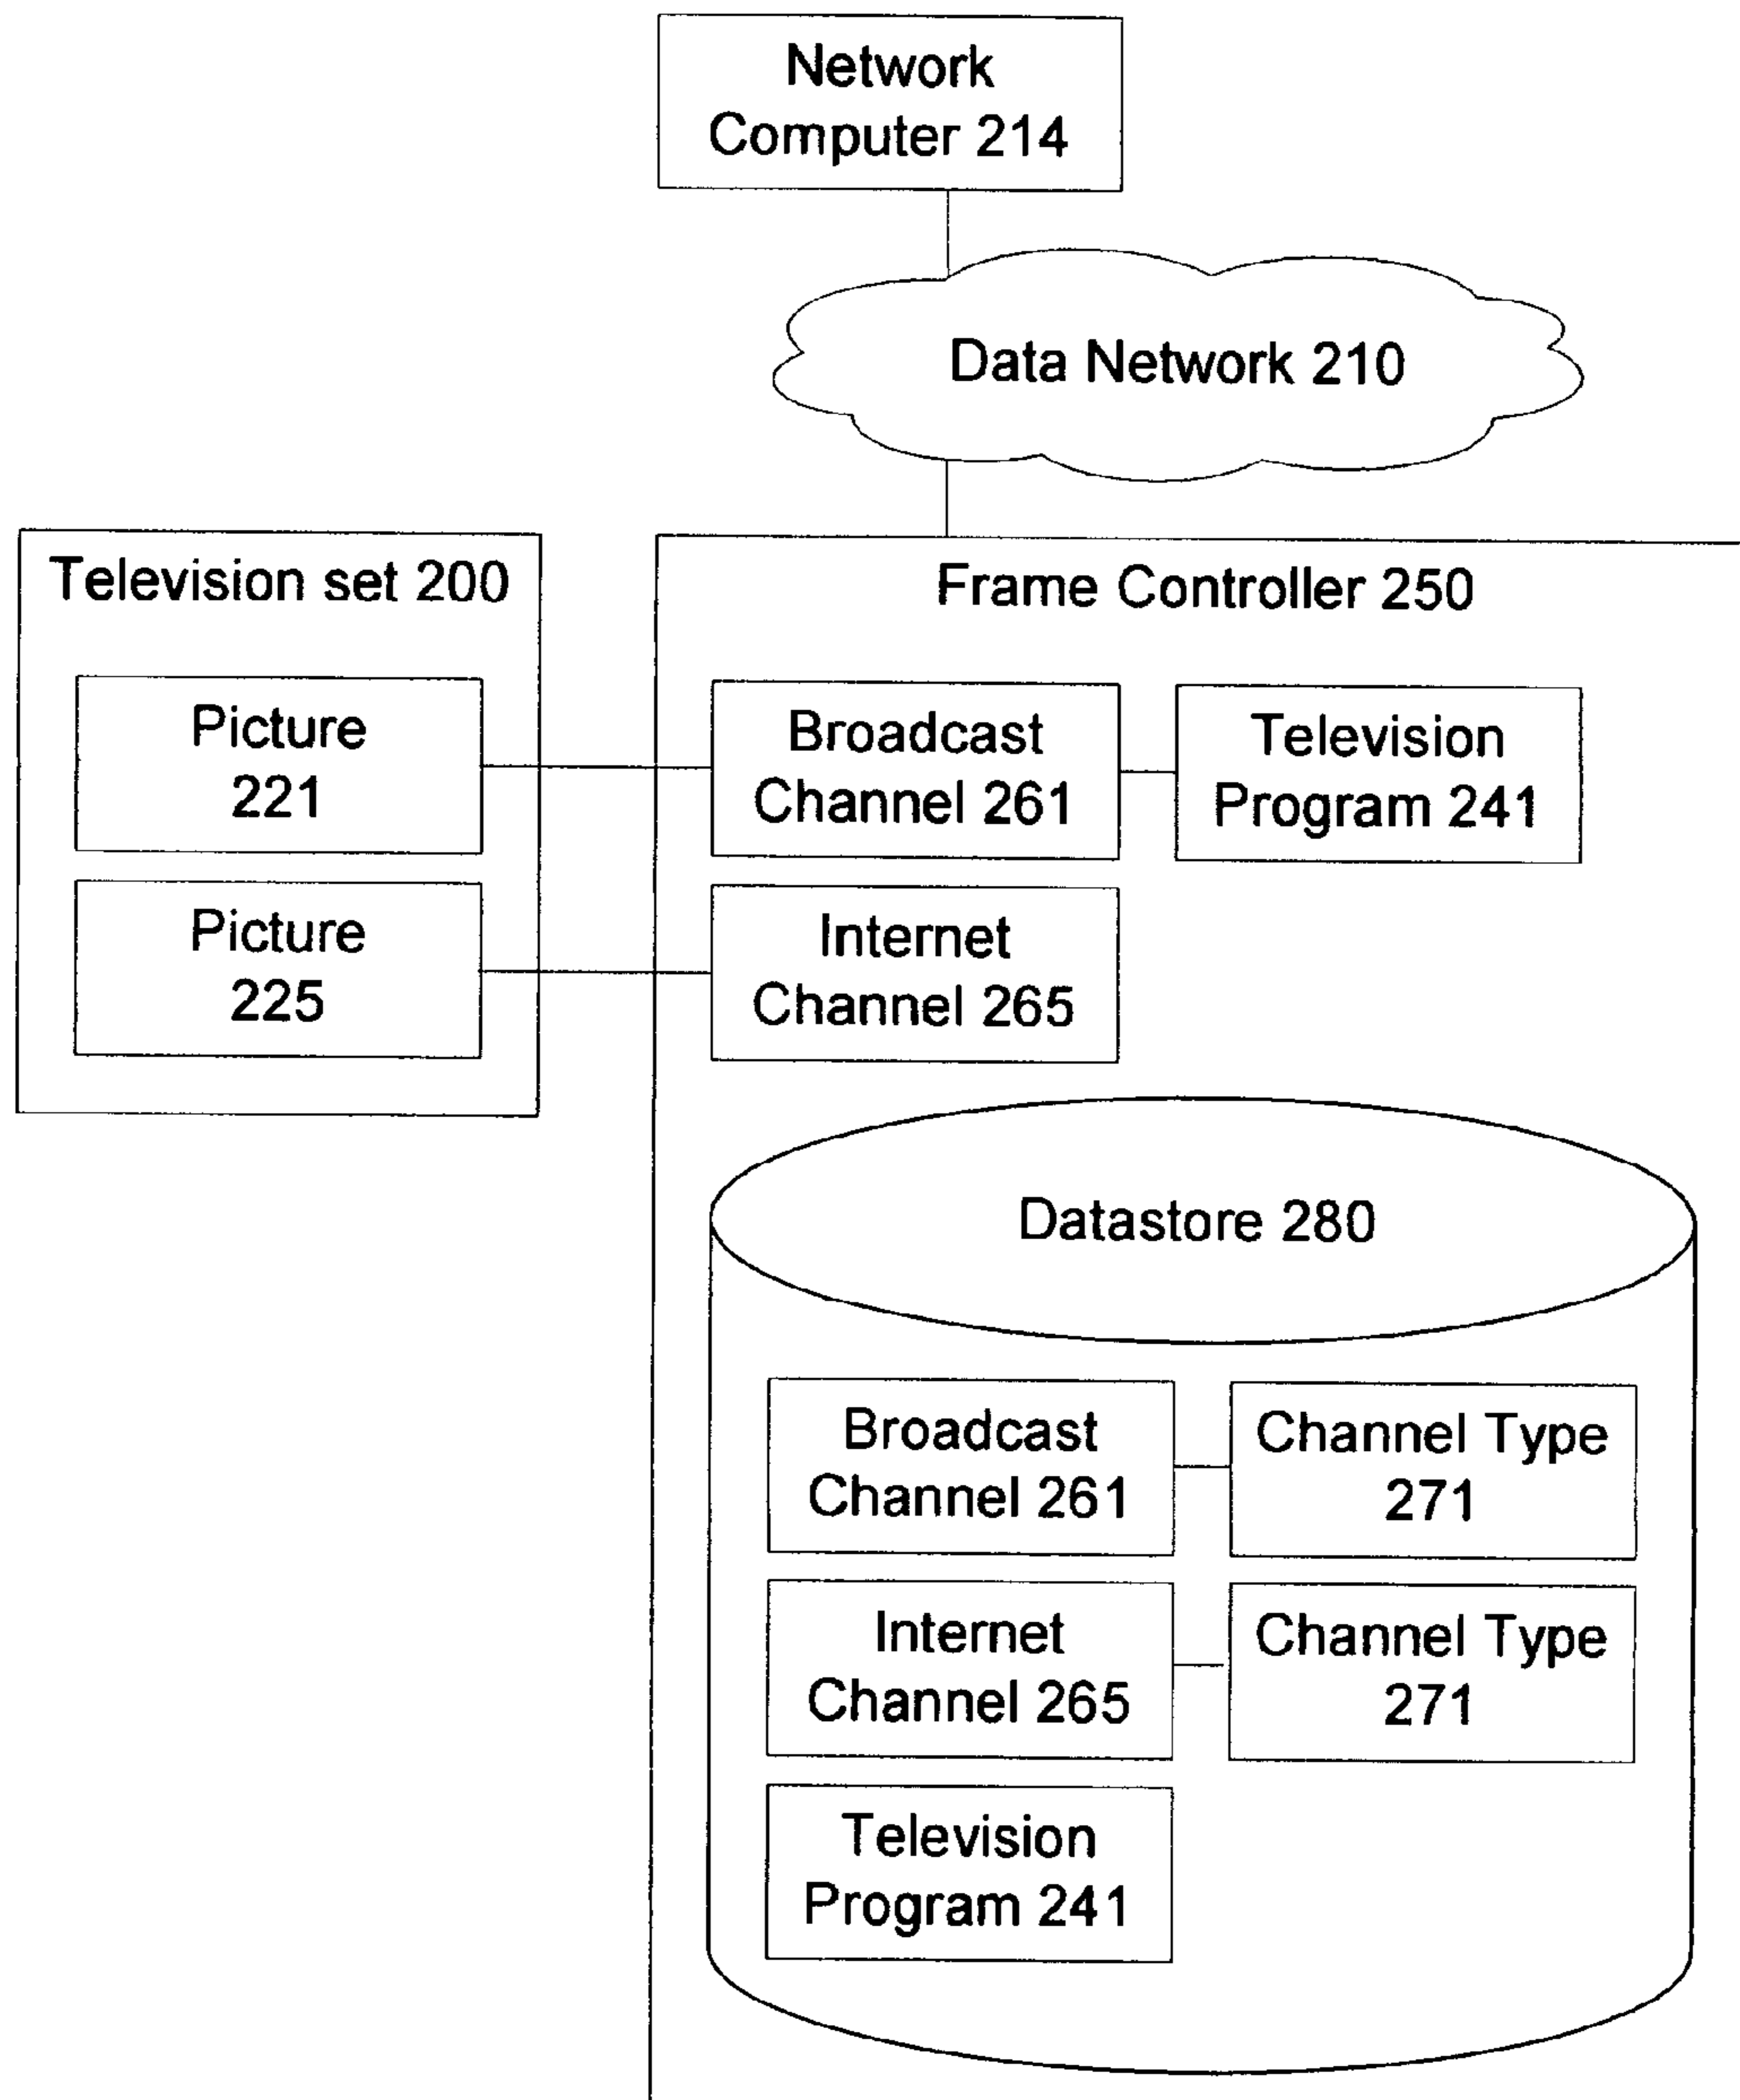 Network
Computer 214
Data Network 210
Television set 200
Picture
221
Picture
225
Frame Controller 250
Broadcast
Channel 261
Television
Program 241
Internet
Channel 265
Datastore 280
Broadcast
Channel 261
Channel Type
271
Internet
Channel 265
Channel Type
271
Television
Program 241